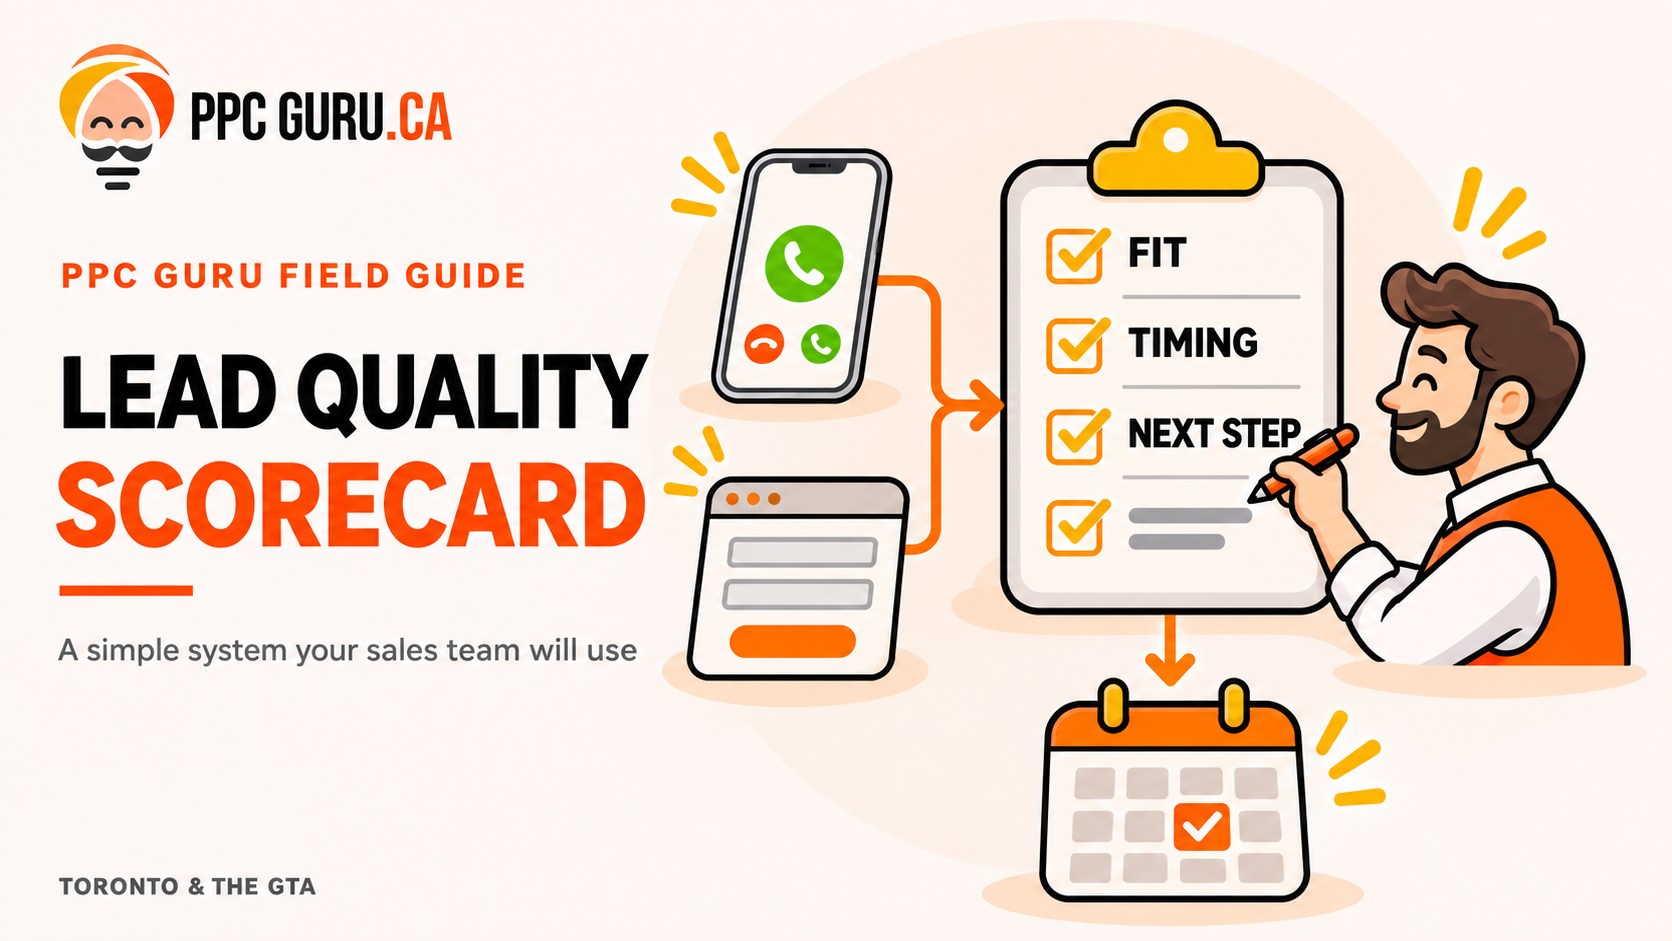 PPC GURU.CA
PPC GURU FIELD GUIDE
LEAD QUALITY
SCORECARD
A simple system your sales team will use
TORONTO & THE GTA
FIT
TIMING
NEXT STEP